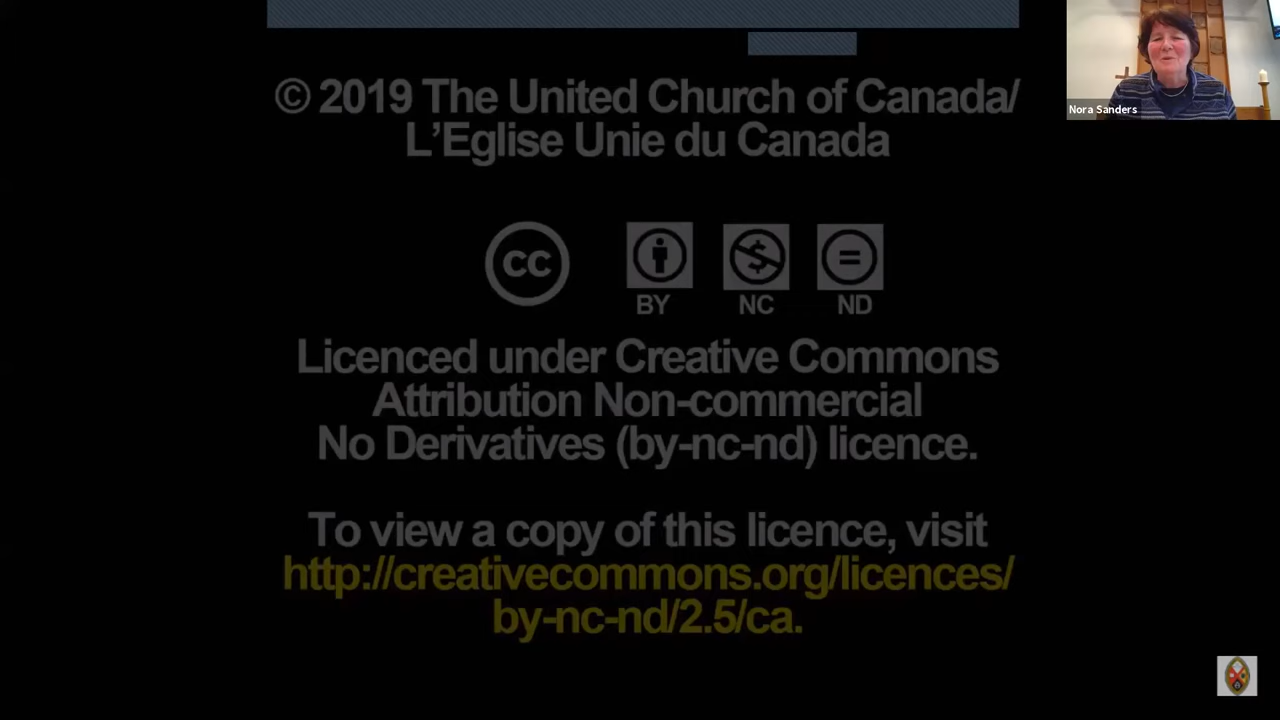 © 2019 The United Church of Canada/
L’Eglise Unie du Canada
Nora Sanders
cc
BY NC ND
Licenced under Creative Commons
Attribution Non-commercial
No Derivatives (by-nc-nd) licence.
To view a copy of this licence, visit
http://creativecommons.org/licences/
by-nc-nd/2.5/ca.